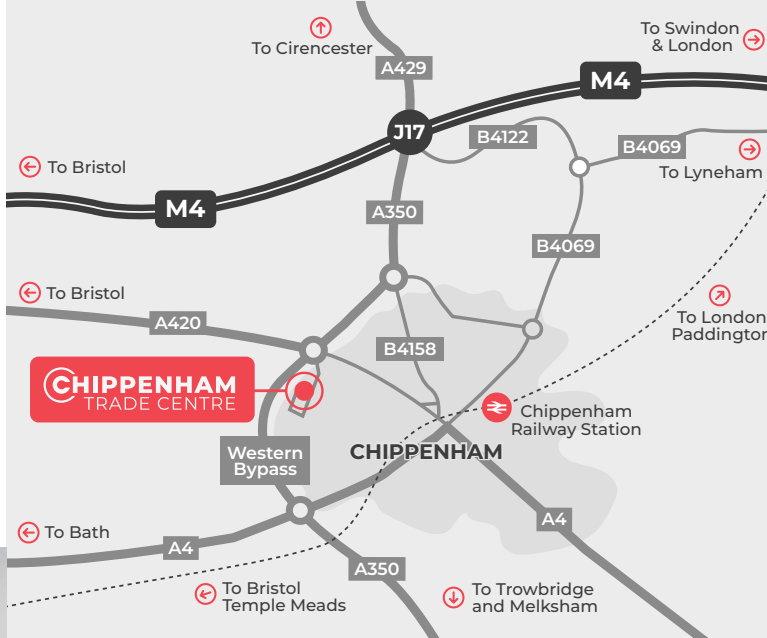 To Swindon
& London
To Cirencester
A429
M4
J17
B4122
B4069
To Lyneham
To Bristol
M4
A350
B4069
To Bristol
A420
To London
Paddington
B4158
CHIPPENHAM
TRADE CENTRE
Chippenham
Railway Station
CHIPPENHAM
Western
Bypass
A4
To Bath
A4
A350
To Bristol
Temple Meads
To Trowbridge
and Melksham